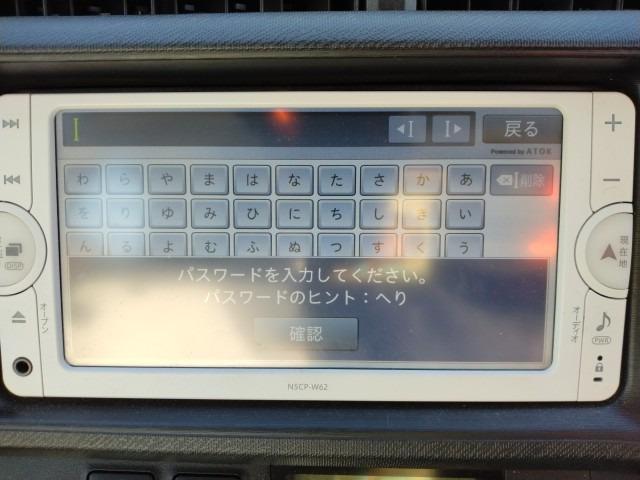 戻る
Powered by ATOK
わ らやまはなたさかあ
削除
をりゆみひにちしきい
んるよむふぬつすくう
パスワードを入力してください。
パスワードのヒント：へり
確認
DISP
オープン
現在地
オーディオ
PWR
NSCP-W62